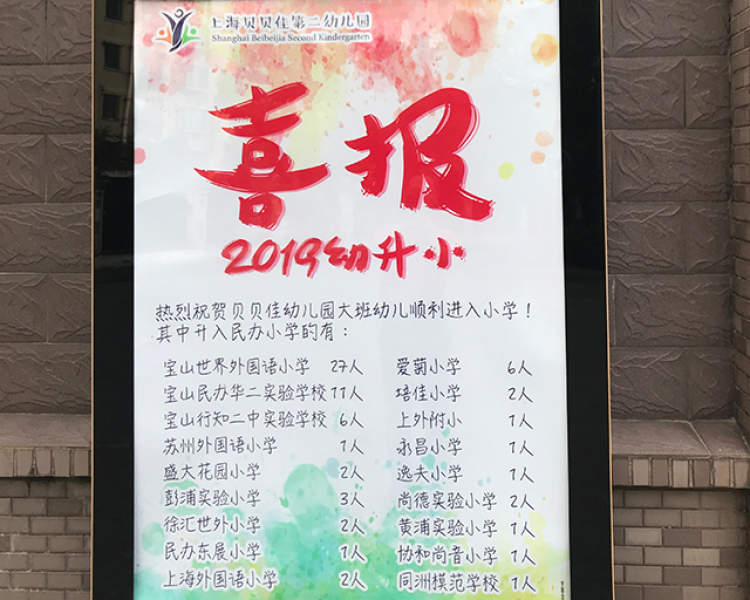 上海贝贝佳第二幼儿园
Shanghai Beibeijia Second Kindergarten
喜报
2019幼升小
热烈祝贺贝贝佳幼儿园大班幼儿顺利进入小学！
其中升入民办小学的有：
宝山世界外国语小学 27人
宝山民办华二实验学校 11人
宝山行知二中实验学校 6人
苏州外国语小学 1人
盛大花园小学 2人
彭浦实验小学 3人
徐汇世外小学 2人
民办东展小学 1人
上海外国语小学 2人
爱菊小学 6人
培佳小学 2人
上外附小 1人
永昌小学 1人
逸夫小学 1人
尚德实验小学 2人
黄浦实验小学 1人
协和尚音小学 1人
同洲模范学校 1人